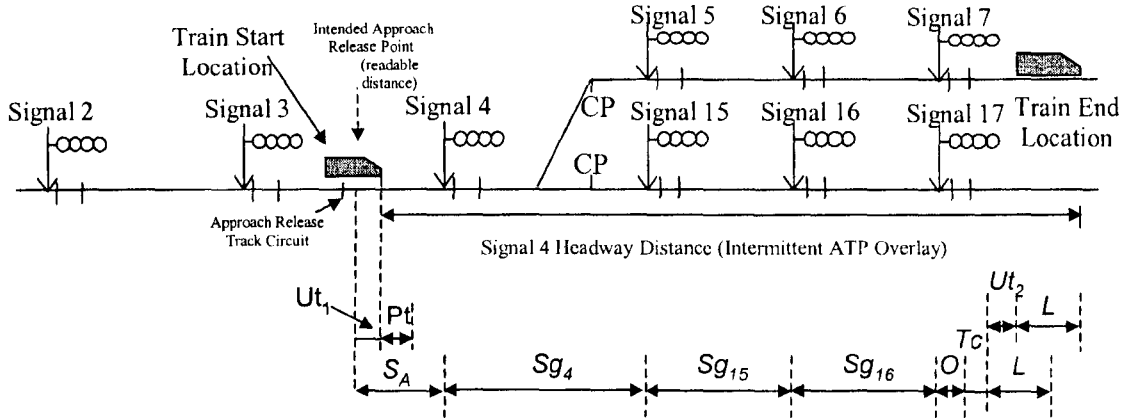 Train Start
Location
Intended Approach
Release Point
(readable
distance)
Signal 5
Signal 6
Signal 7
Signal 2
Signal 3
Signal 4
CP
Signal 15
Signal 16
Signal 17
Train End
Location
CP
Approach Release
Track Circuit
Signal 4 Headway Distance (Intermittent ATP Overlay)
Ut1
Pt
Ut2
L
Tc
SA
Sg4
Sg15
Sg16
O
L